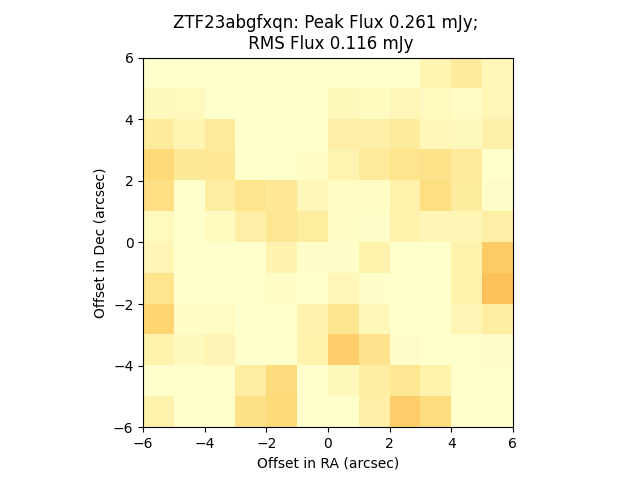 ZTF23abgfxqn: Peak Flux 0.261 mJy;
RMS Flux 0.116 mJy
6
4
2
0
−2
−4
−6
Offset in Dec (arcsec)
−6 −4 −2 0 2 4 6
Offset in RA (arcsec)